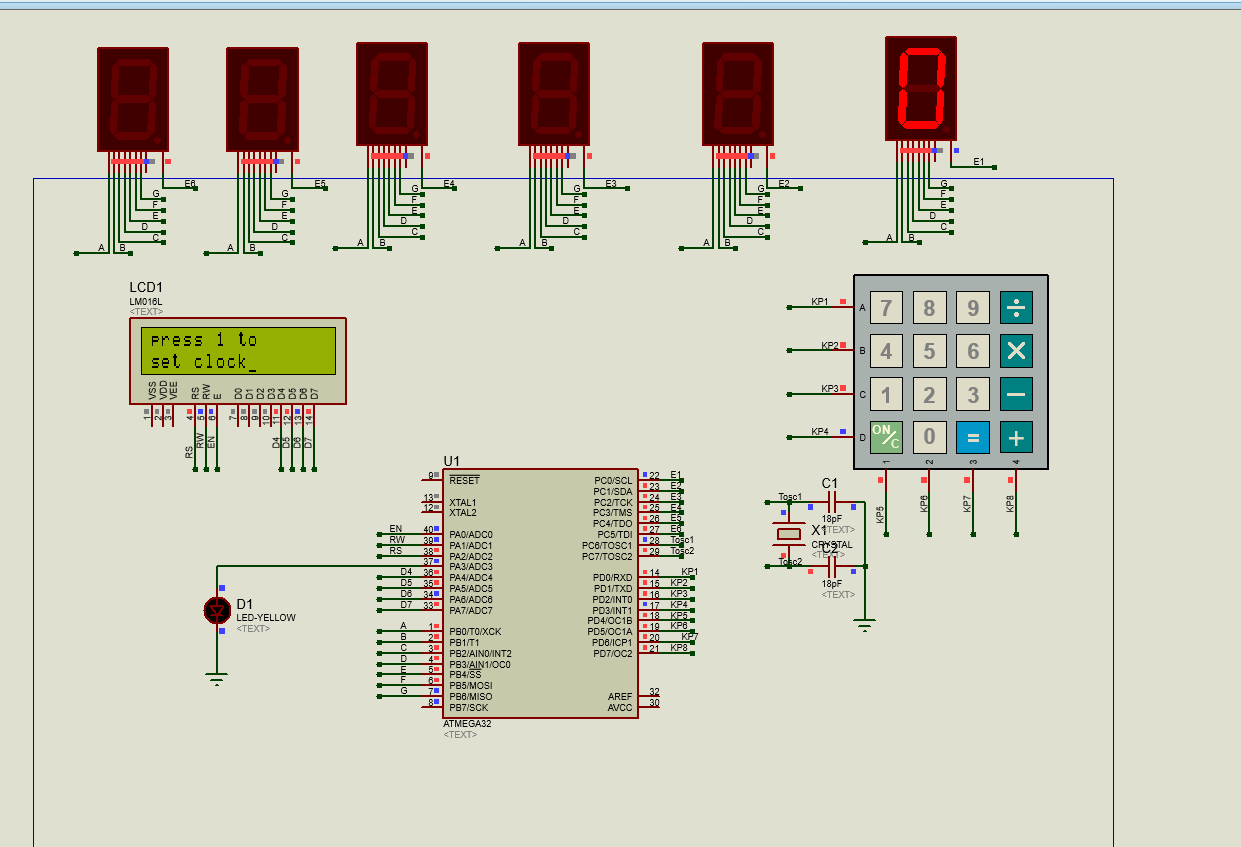 E1
E6 E5 E4 E3 E2
G G G G G G
F F F F F F
E E E E E E
D D D D D D
C C C C C C
A B A B A B A B A B A B
LCD1
LM016L
<TEXT>
press 1 to
set clock_
VSS VDD VEE RS RW E D0 D1 D2 D3 D4 D5 D6 D7
1 2 3 4 5 6 7 8 9 10 11 12 13 14
RS RW EN D4 D5 D6 D7
KP1 A 7 8 9 ÷
KP2 B 4 5 6 ×
KP3 C 1 2 3 −
KP4 D ON/C 0 = +
1 2 3 4
KP5 KP6 KP7 KP8
U1
9 RESET PC0/SCL 22 E1
PC1/SDA 23 E2
13 XTAL1 PC2/TCK 24 E3
12 XTAL2 PC3/TMS 25 E4
PC4/TDO 26 E5
EN 40 PA0/ADC0 PC5/TDI 27 E6
RW 39 PA1/ADC1 PC6/TOSC1 28 Tosc1
RS 38 PA2/ADC2 PC7/TOSC2 29 Tosc2
37 PA3/ADC3
D4 36 PA4/ADC4 PD0/RXD 14 KP1
D5 35 PA5/ADC5 PD1/TXD 15 KP2
D6 34 PA6/ADC6 PD2/INT0 16 KP3
D7 33 PA7/ADC7 PD3/INT1 17 KP4
PD4/OC1B 18 KP5
A 1 PB0/T0/XCK PD5/OC1A 19 KP6
B 2 PB1/T1 PD6/ICP1 20 KP7
C 3 PB2/AIN0/INT2 PD7/OC2 21 KP8
D 4 PB3/AIN1/OC0
E 5 PB4/SS
F 6 PB5/MOSI
G 7 PB6/MISO AREF 32
8 PB7/SCK AVCC 30
ATMEGA32
<TEXT>
D1
LED-YELLOW
<TEXT>
C1
Tosc1
18pF
<TEXT>
X1
CRYSTAL
<TEXT>
C2
Tosc2
18pF
<TEXT>